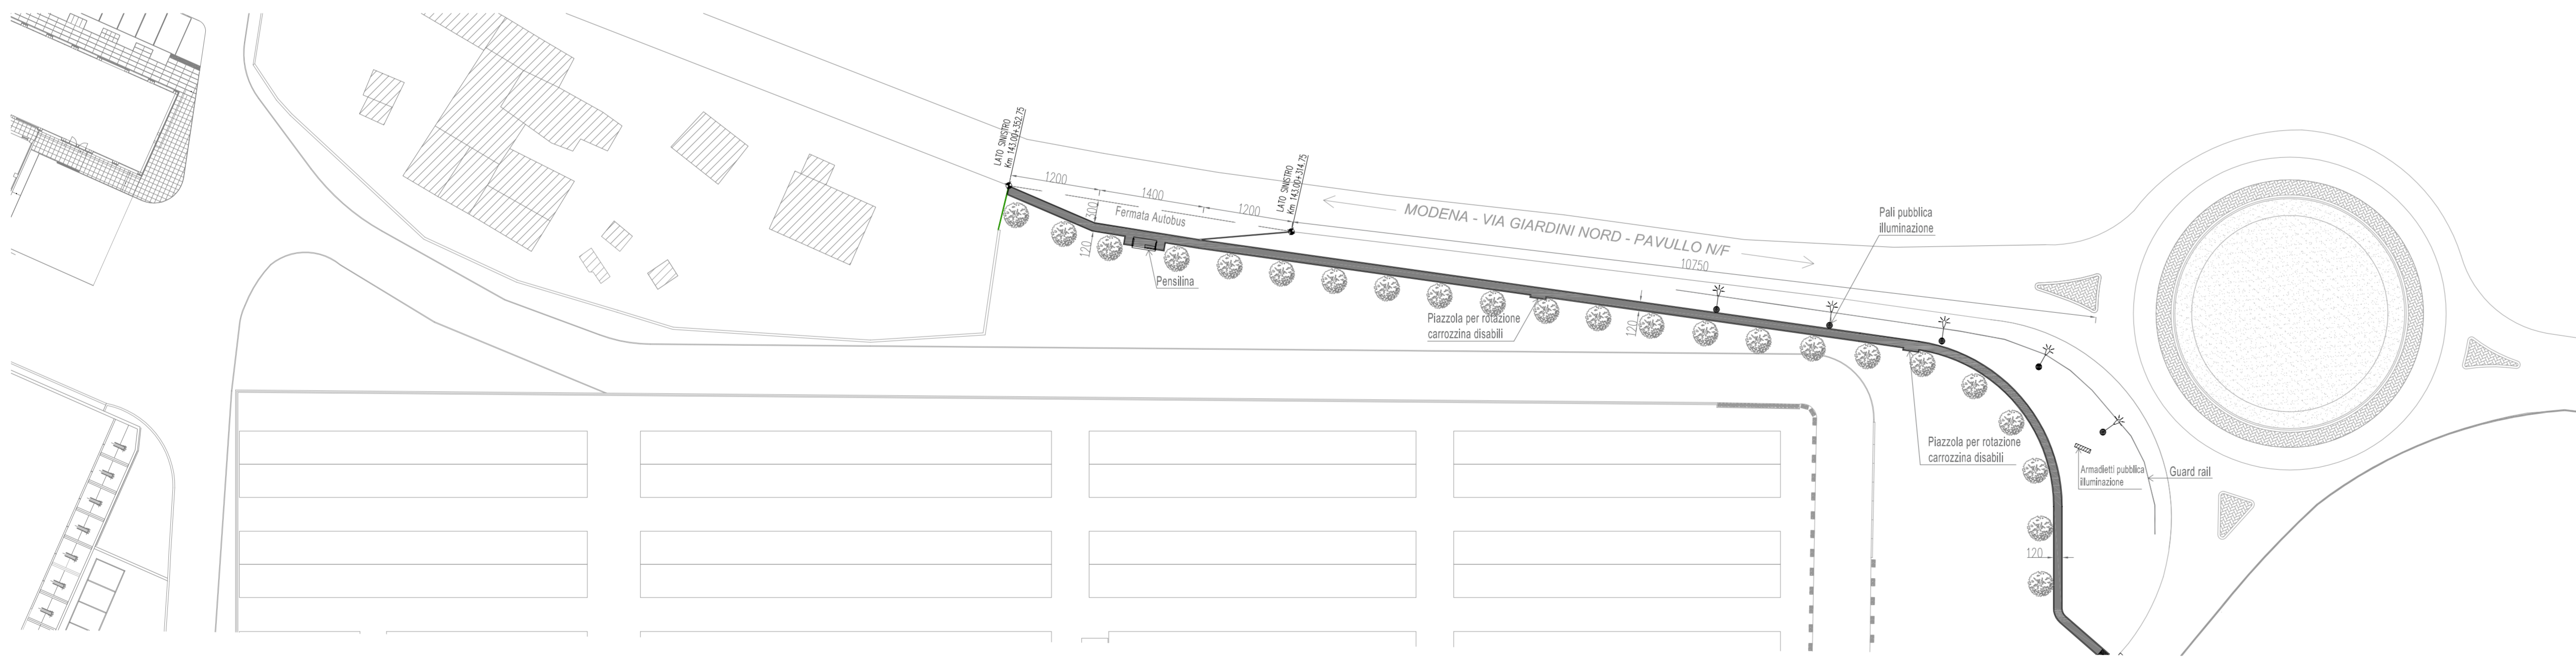 LATO SINISTRO
Km 143.00+352.75
1200
1400
1200
300
120
Fermata Autobus
Pensilina
LATO SINISTRO
Km 143.00+314.75
MODENA - VIA GIARDINI NORD - PAVULLO N/F
10750
Pali pubblica
illuminazione
Piazzola per rotazione
carrozzina disabili
120
Piazzola per rotazione
carrozzina disabili
Armadietti pubblica
illuminazione
Guard rail
120